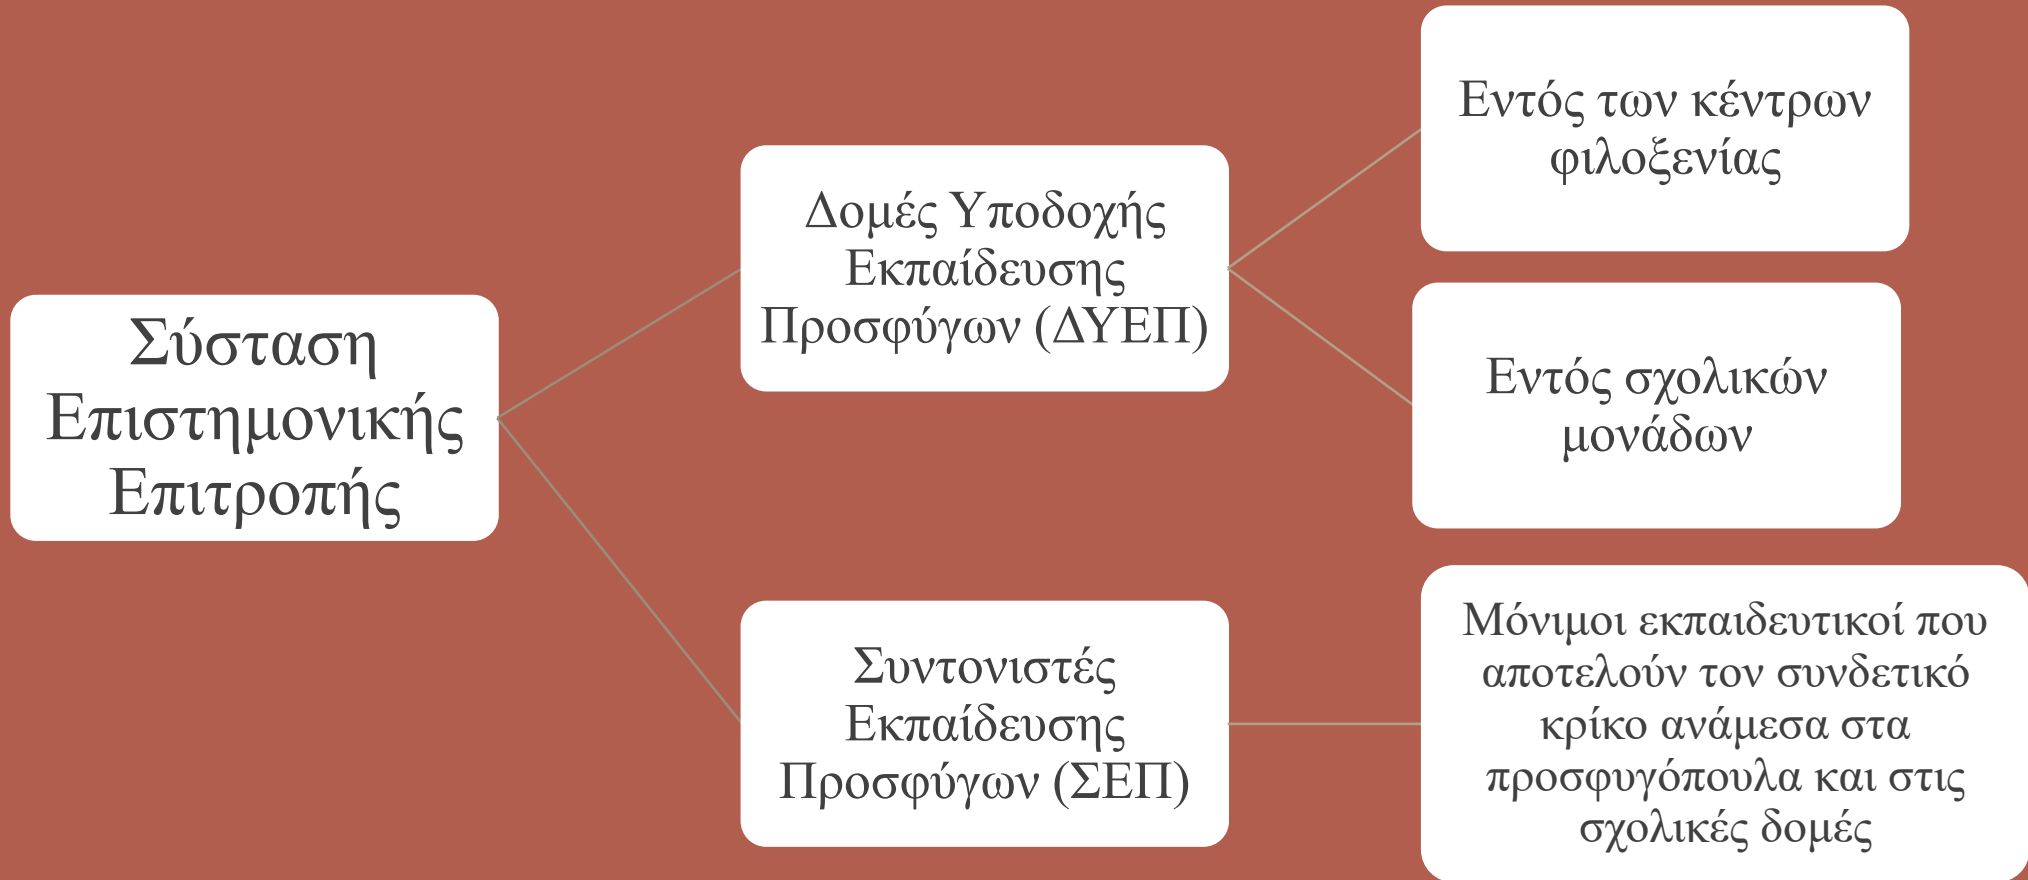 Σύσταση
Επιστημονικής
Επιτροπής
Δομές Υποδοχής
Εκπαίδευσης
Προσφύγων (ΔΥΕΠ)
Εντός των κέντρων
φιλοξενίας
Εντός σχολικών
μονάδων
Συντονιστές
Εκπαίδευσης
Προσφύγων (ΣΕΠ)
Μόνιμοι εκπαιδευτικοί που
αποτελούν τον συνδετικό
κρίκο ανάμεσα στα
προσφυγόπουλα και στις
σχολικές δομές